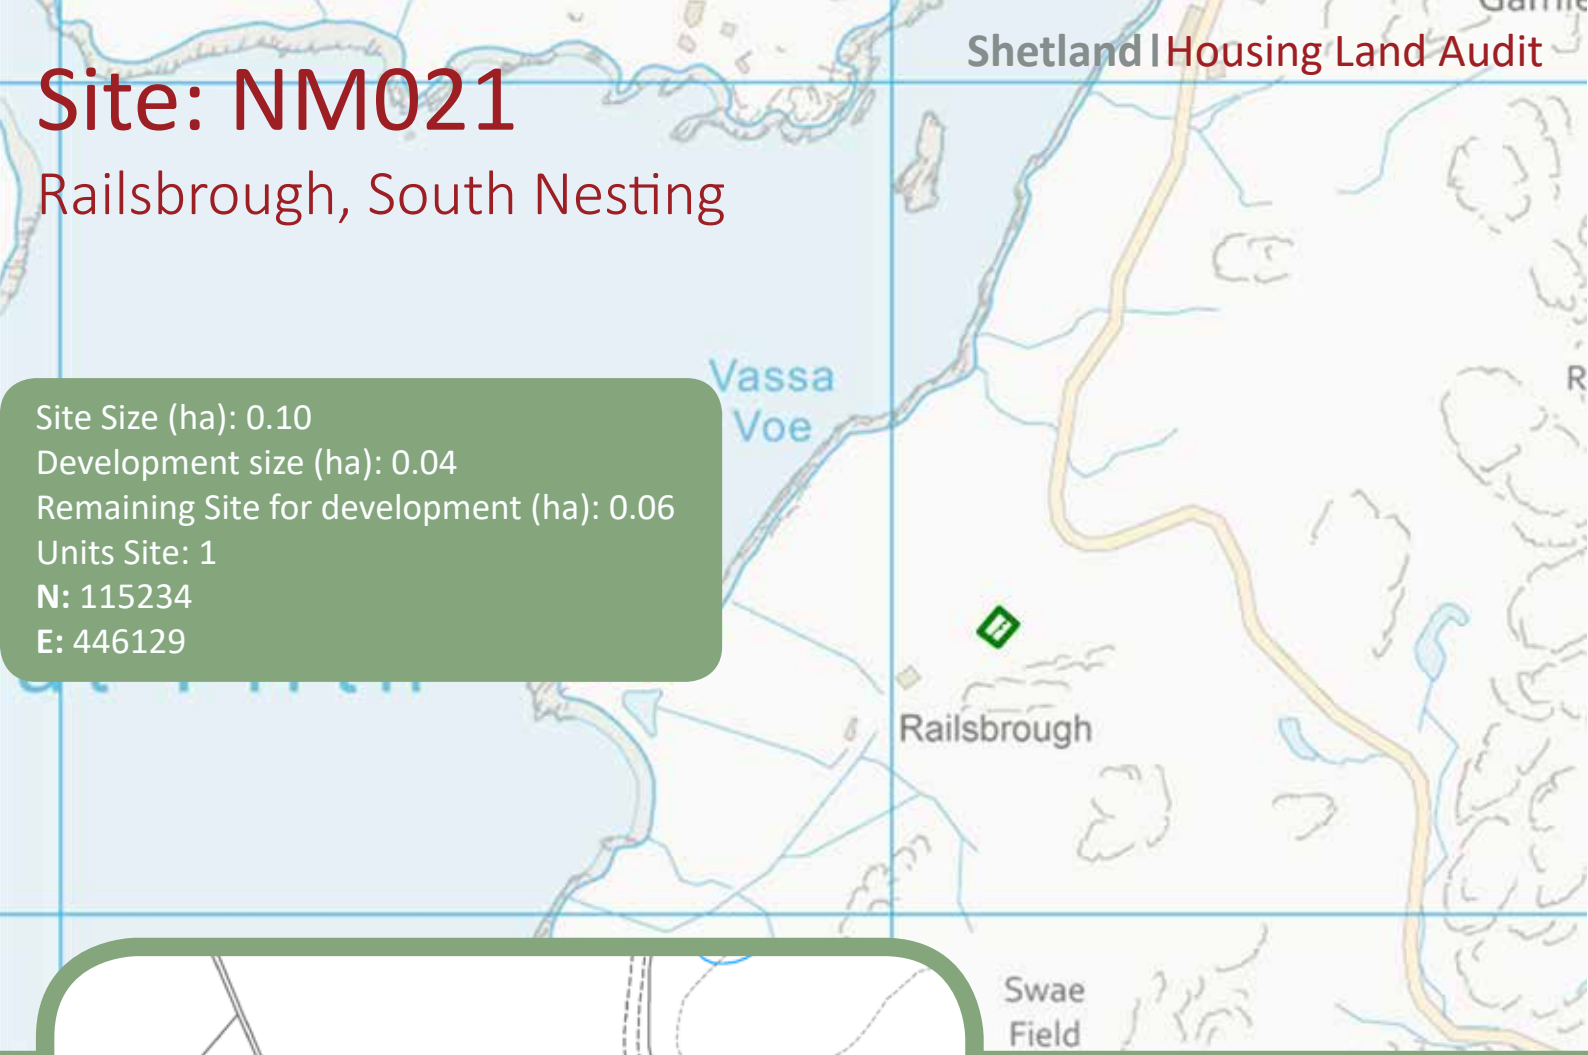 Shetland|Housing Land Audit
Site: NM021
Railsbrough, South Nesting
Vassa
Voe
Site Size (ha): 0.10
Development size (ha): 0.04
Remaining Site for development (ha): 0.06
Units Site: 1
N: 115234
E: 446129
Railsbrough
Swae
Field